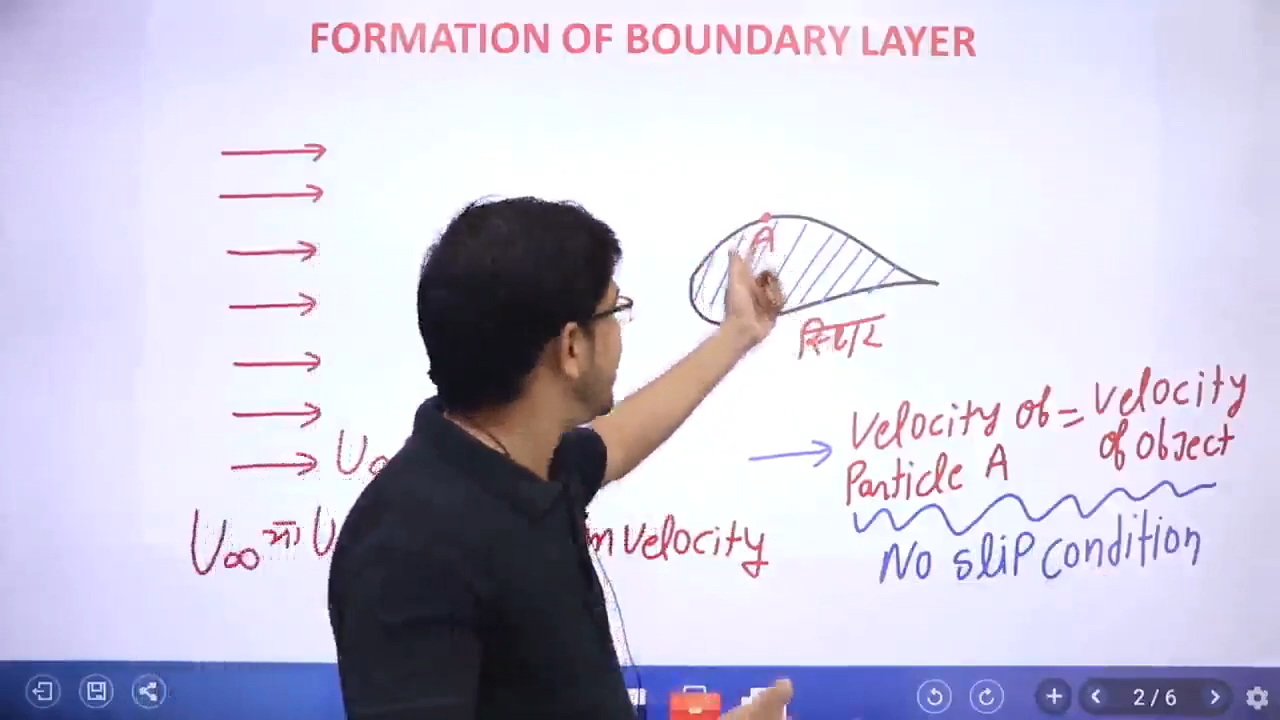 FORMATION OF BOUNDARY LAYER
A
स्थिर
Velocity of = Velocity
Particle A of object
U∞
U∞ → U m velocity
No slip condition
2 / 6